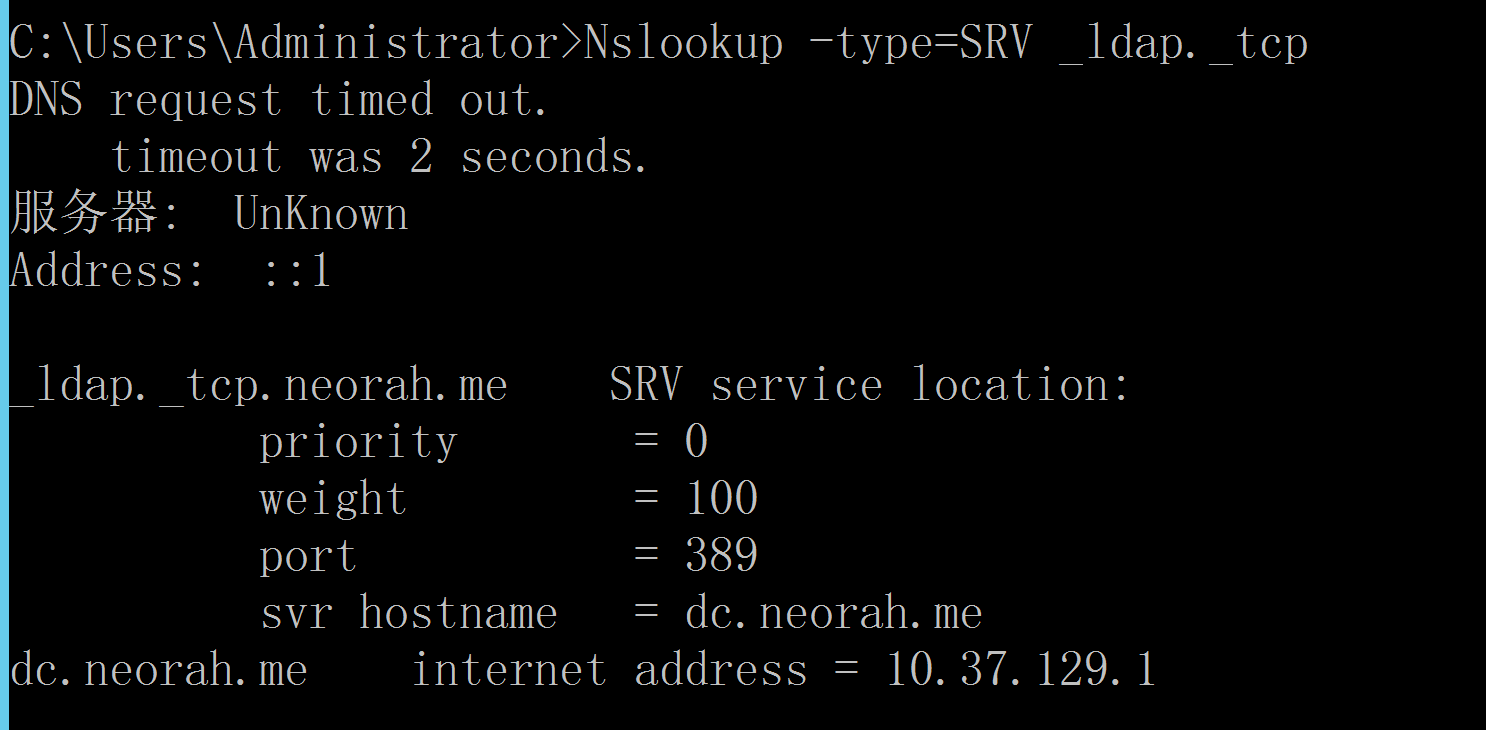 C:\Users\Administrator>Nslookup -type=SRV _ldap._tcp
DNS request timed out.
    timeout was 2 seconds.
服务器:  UnKnown
Address:  ::1

_ldap._tcp.neorah.me    SRV service location:
          priority       = 0
          weight         = 100
          port           = 389
          svr hostname   = dc.neorah.me
dc.neorah.me    internet address = 10.37.129.1